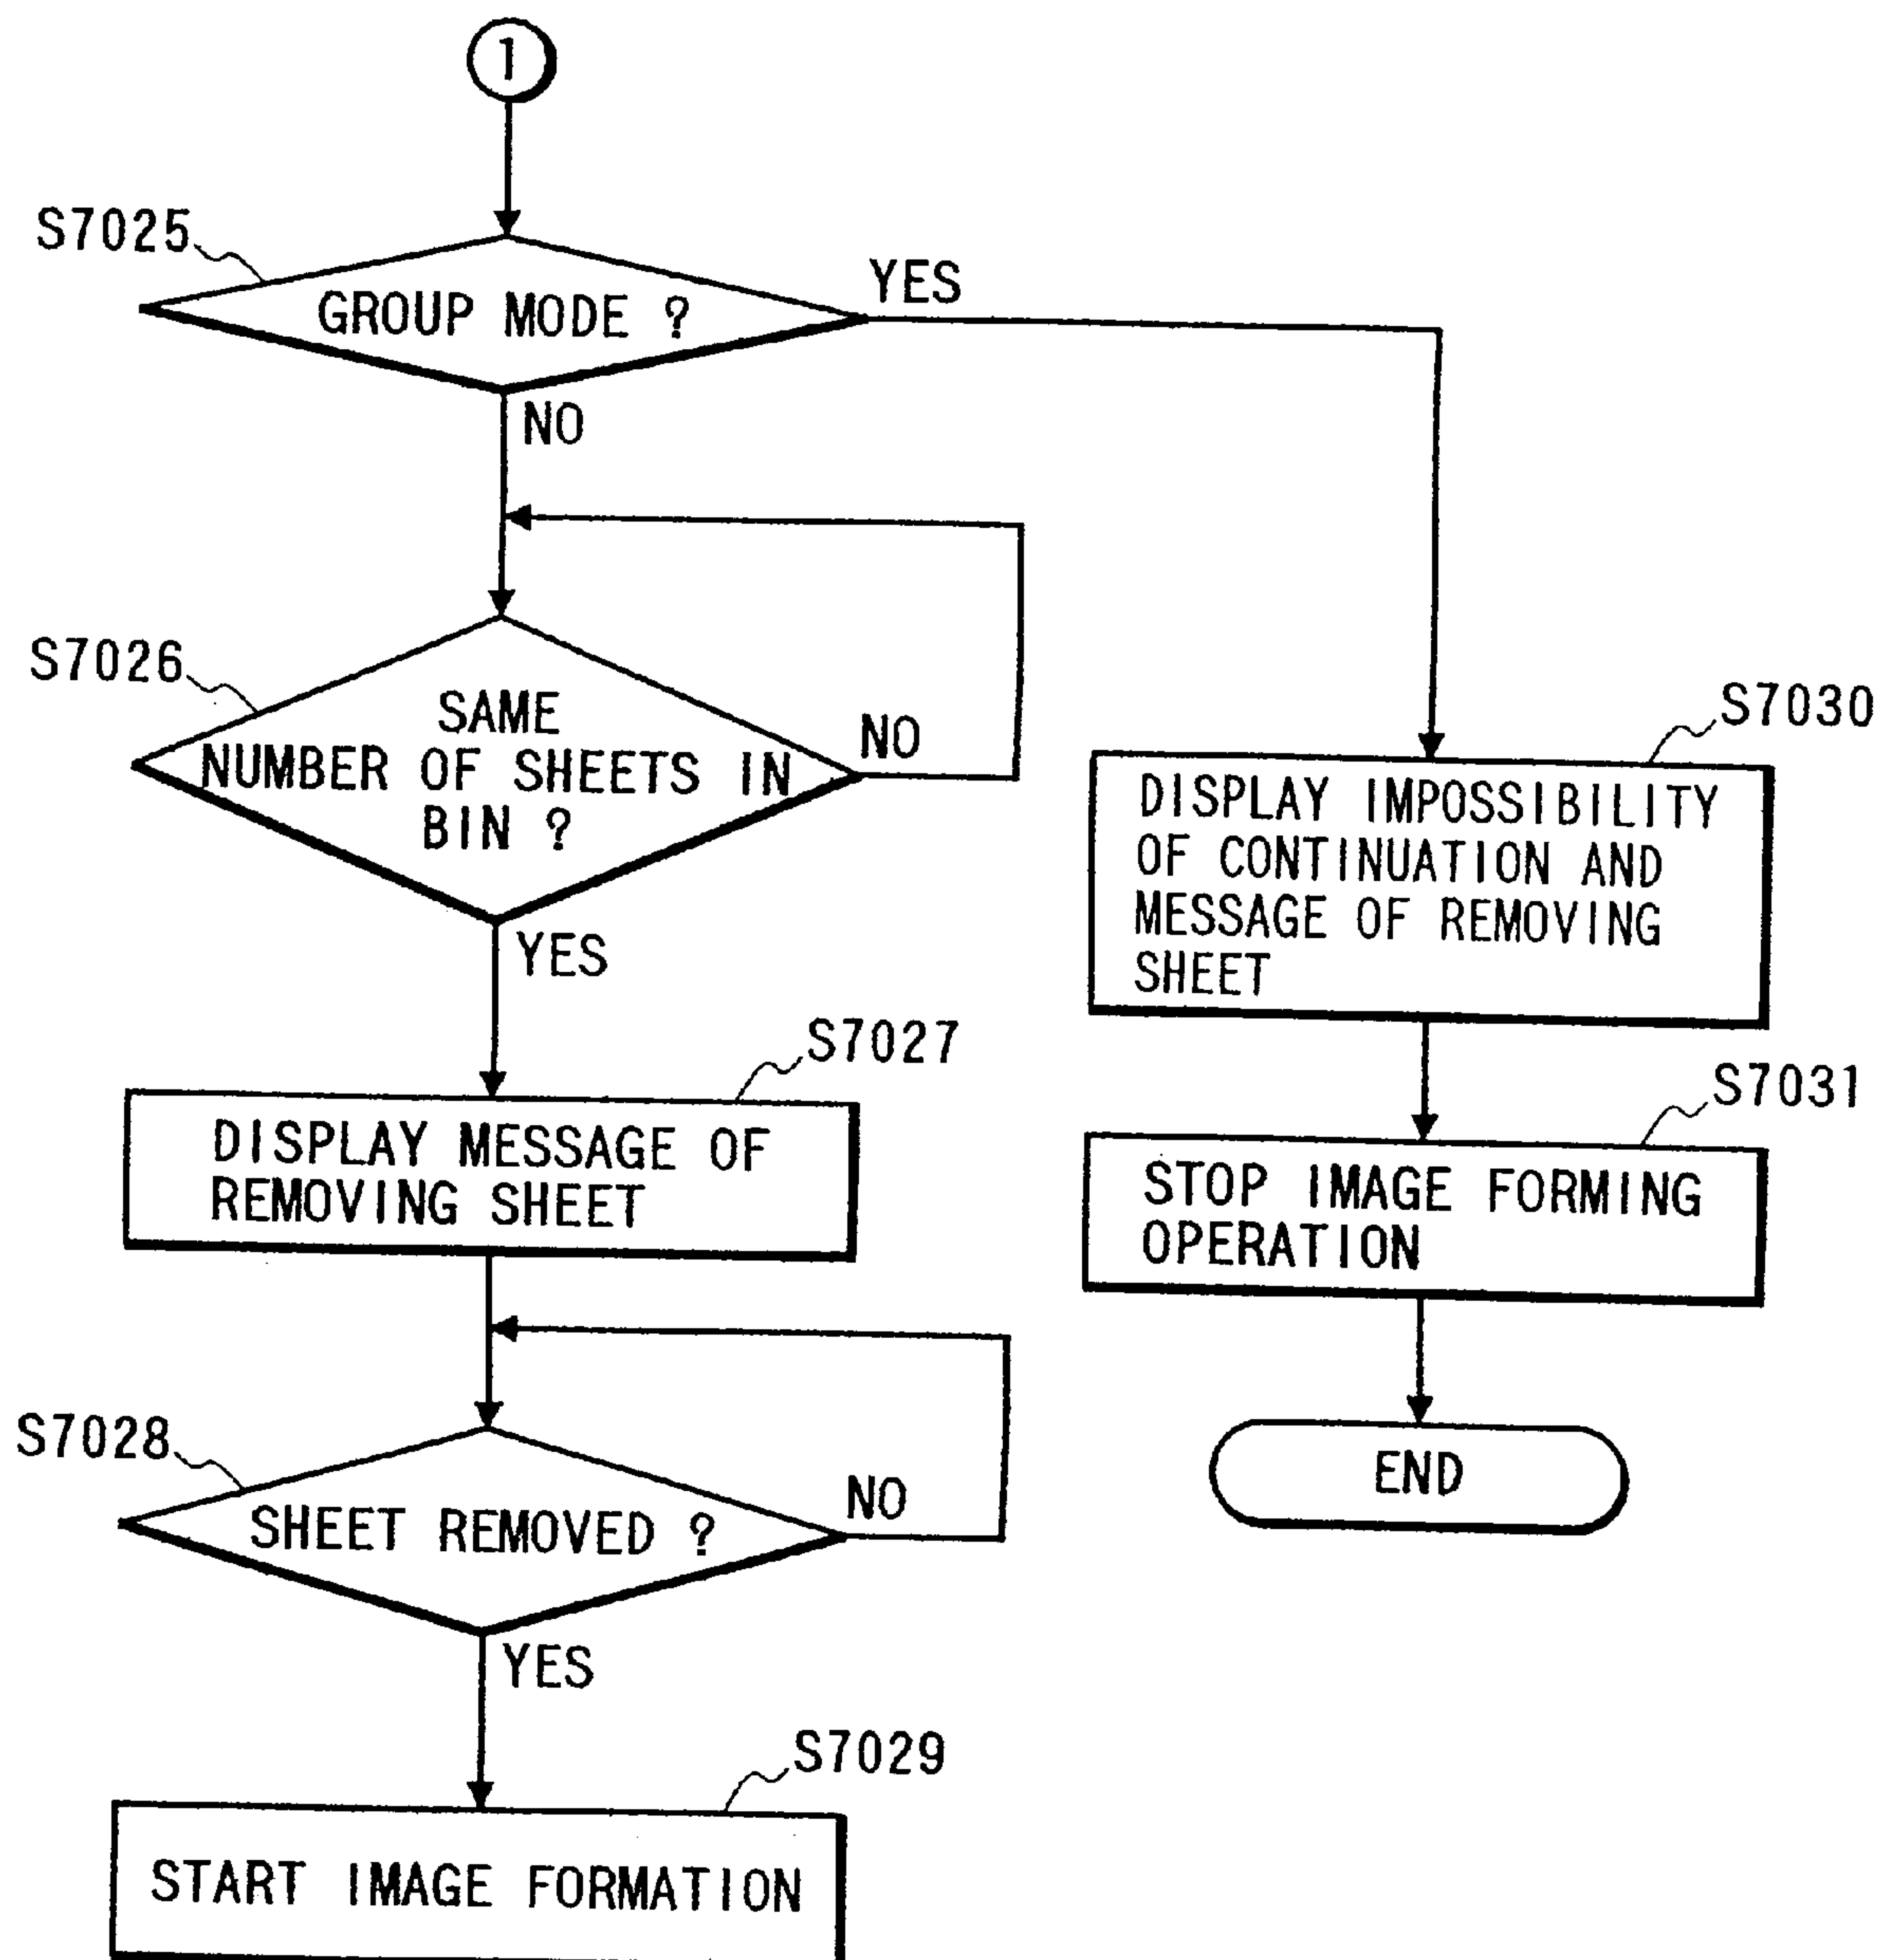 1
S7025
GROUP MODE ?
YES
NO
S7026
SAME
NUMBER OF SHEETS IN
BIN ?
NO
YES
S7027
DISPLAY MESSAGE OF
REMOVING SHEET
S7028
SHEET REMOVED ?
NO
YES
S7029
START IMAGE FORMATION
S7030
DISPLAY IMPOSSIBILITY
OF CONTINUATION AND
MESSAGE OF REMOVING
SHEET
S7031
STOP IMAGE FORMING
OPERATION
END